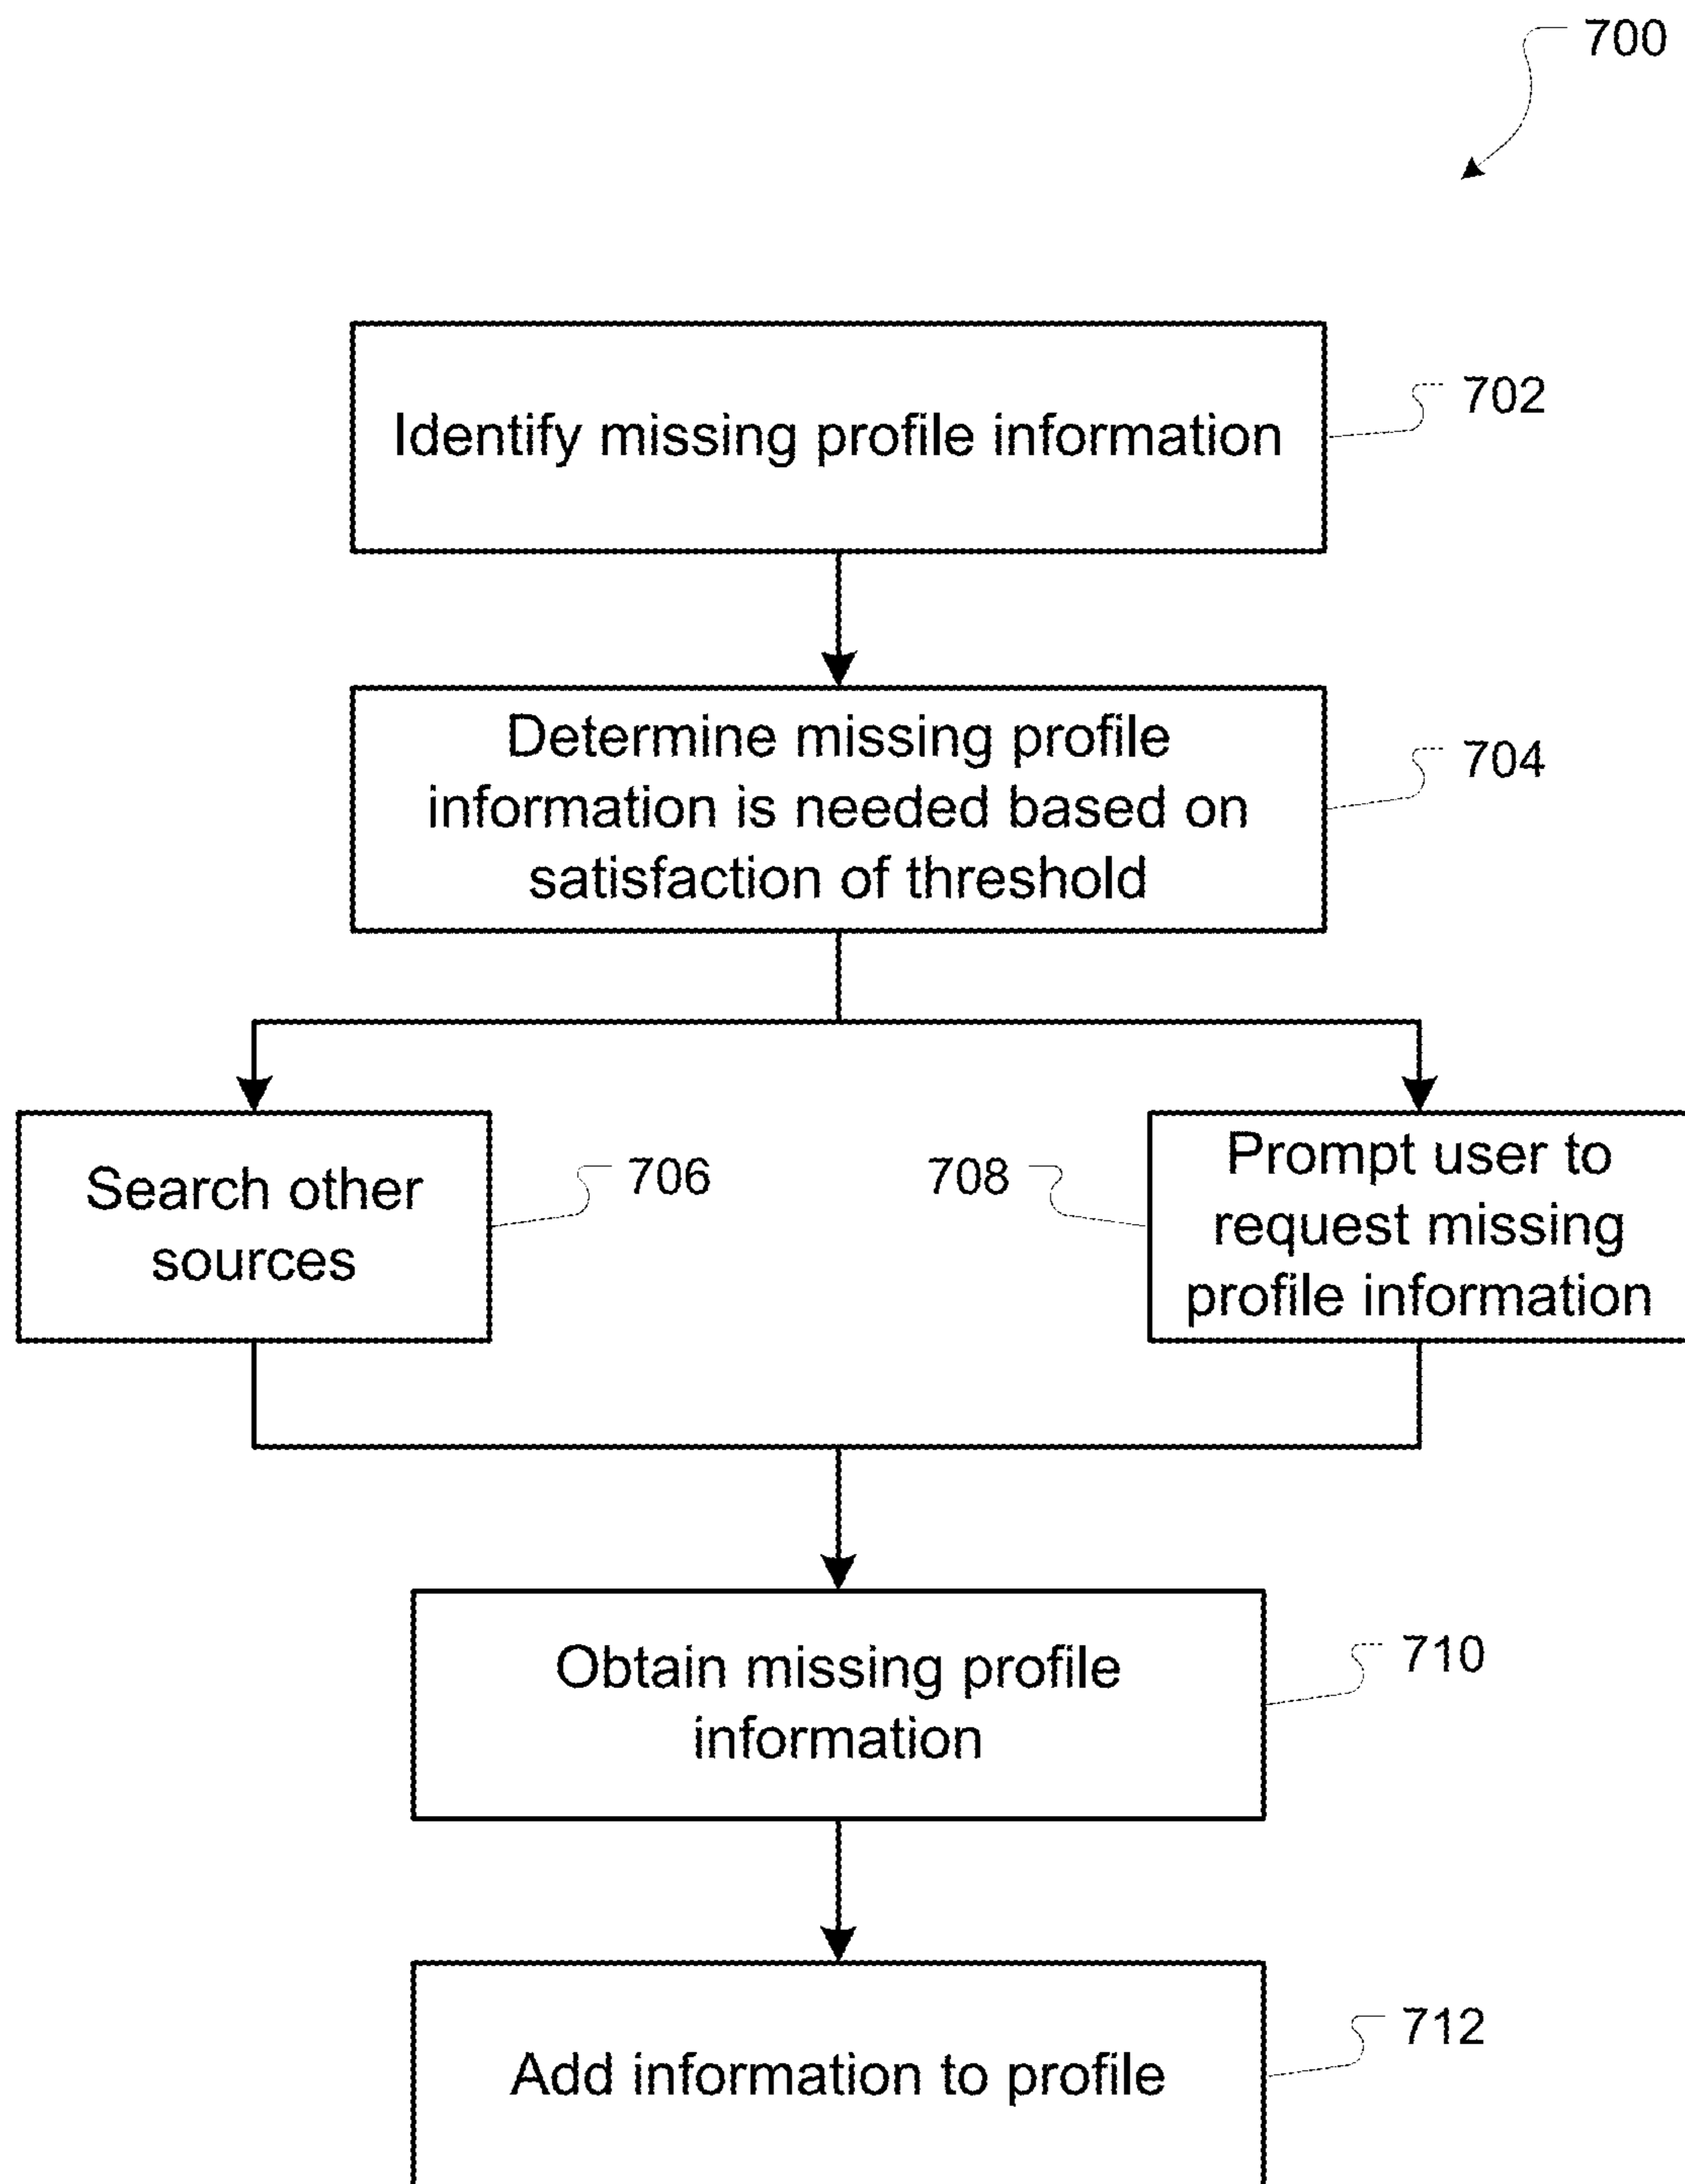 700
Identify missing profile information
702
Determine missing profile
information is needed based on
satisfaction of threshold
704
Search other
sources
706
708
Prompt user to
request missing
profile information
Obtain missing profile
information
710
Add information to profile
712